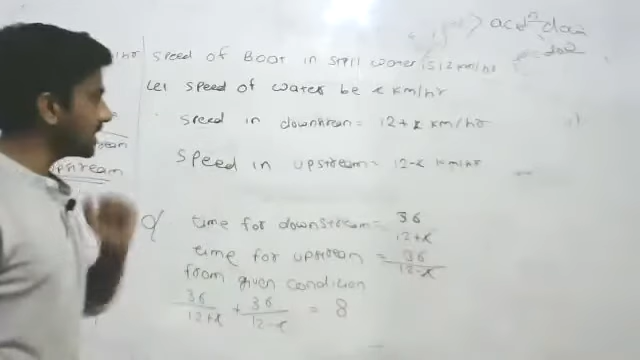 speed of Boat in still water is 12 km/hr
Let speed of water be x km/hr
speed in downstream = 12+x km/hr
speed in upstream = 12-x km/hr
upstream
time for downstream = 36/12+x
time for upstream = 36/12-x
from given condition
36/12+x + 36/12-x = 8